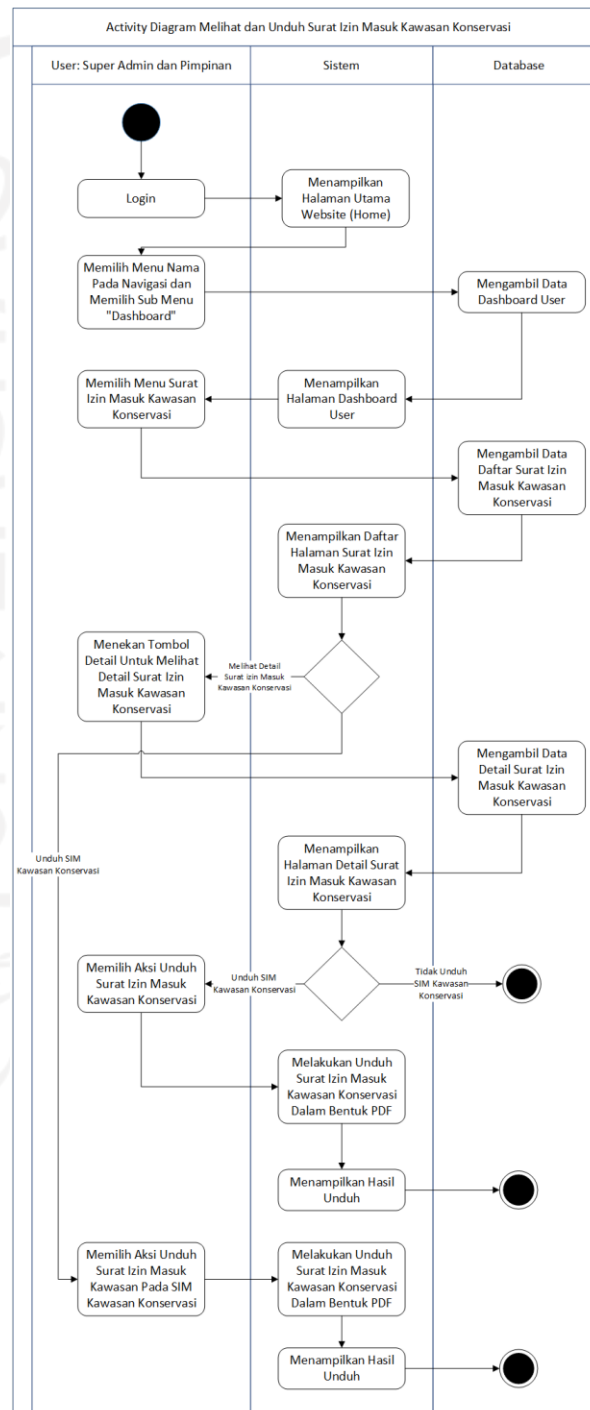 Activity Diagram Melihat dan Unduh Surat Izin Masuk Kawasan Konservasi
User: Super Admin dan Pimpinan
Sistem
Database
Login
Menampilkan
Halaman Utama
Website (Home)
Memilih Menu Nama
Pada Navigasi dan
Memilih Sub Menu
"Dashboard"
Mengambil Data
Dashboard User
Memilih Menu Surat
Izin Masuk Kawasan
Konservasi
Menampilkan
Halaman Dashboard
User
Mengambil Data
Daftar Surat Izin
Masuk Kawasan
Konservasi
Menampilkan Daftar
Halaman Surat Izin
Masuk Kawasan
Konservasi
Menekan Tombol
Detail Untuk Melihat
Detail Surat Izin
Masuk Kawasan
Konservasi
Melihat Detail
Surat izin Masuk
Kawasan Konservasi
Mengambil Data
Detail Surat Izin
Masuk Kawasan
Konservasi
Menampilkan
Halaman Detail Surat
Izin Masuk Kawasan
Konservasi
Unduh SIM
Kawasan Konservasi
Memilih Aksi Unduh
Surat Izin Masuk
Kawasan Konservasi
Unduh SIM
Kawasan Konservasi
Tidak Unduh
SIM Kawasan
Konservasi
Melakukan Unduh
Surat Izin Masuk
Kawasan Konservasi
Dalam Bentuk PDF
Menampilkan Hasil
Unduh
Memilih Aksi Unduh
Surat Izin Masuk
Kawasan Pada SIM
Kawasan Konservasi
Melakukan Unduh
Surat Izin Masuk
Kawasan Konservasi
Dalam Bentuk PDF
Menampilkan Hasil
Unduh